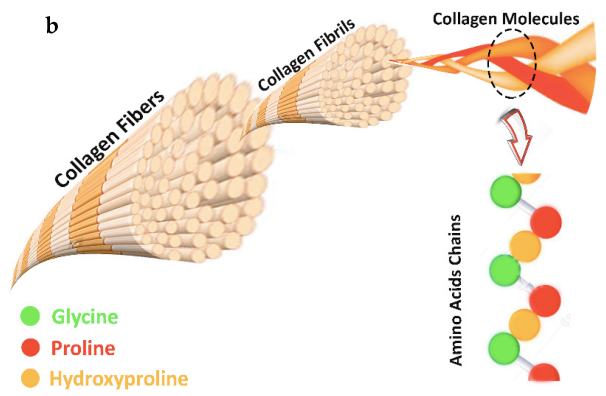 b
Collagen Molecules
Collagen Fibrils
Collagen Fibers
Amino Acids Chains
Glycine
Proline
Hydroxyproline